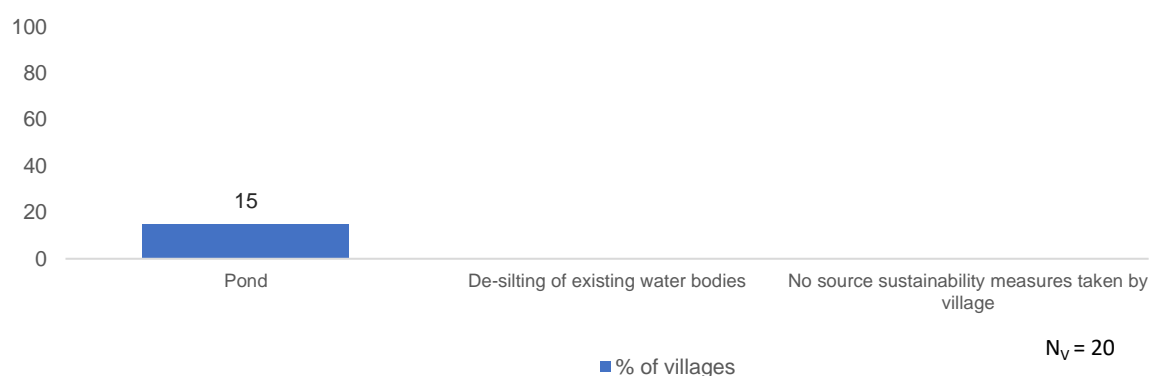 100
80
60
40
20
0
15
Pond
De-silting of existing water bodies
No source sustainability measures taken by
village
N_V = 20
% of villages